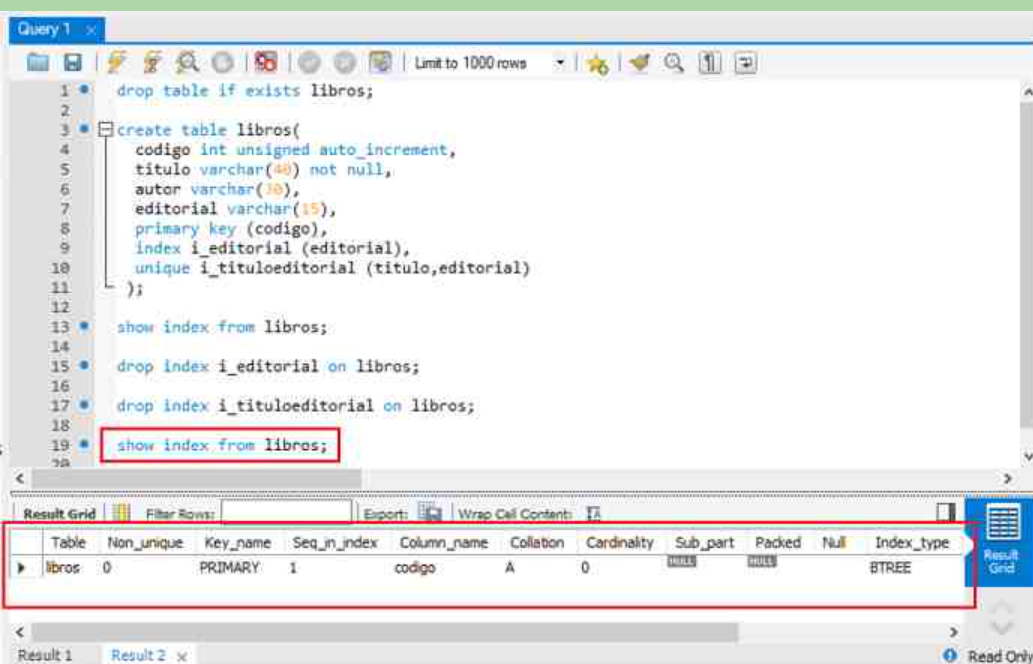 Query 1
Limit to 1000 rows
1 drop table if exists libros;
2
3 create table libros(
4 codigo int unsigned auto_increment,
5 titulo varchar(40) not null,
6 autor varchar(30),
7 editorial varchar(15),
8 primary key (codigo),
9 index i_editorial (editorial),
10 unique i_tituloeditorial (titulo,editorial)
11 );
12
13 show index from libros;
14
15 drop index i_editorial on libros;
16
17 drop index i_tituloeditorial on libros;
18
19 show index from libros;
20
Result Grid Filter Rows: Export: Wrap Cell Content:
Table Non_unique Key_name Seq_in_index Column_name Collation Cardinality Sub_part Packed Null Index_type
libros 0 PRIMARY 1 codigo A 0 NULL NULL BTREE
Result Grid
Result 1 Result 2 Read Only